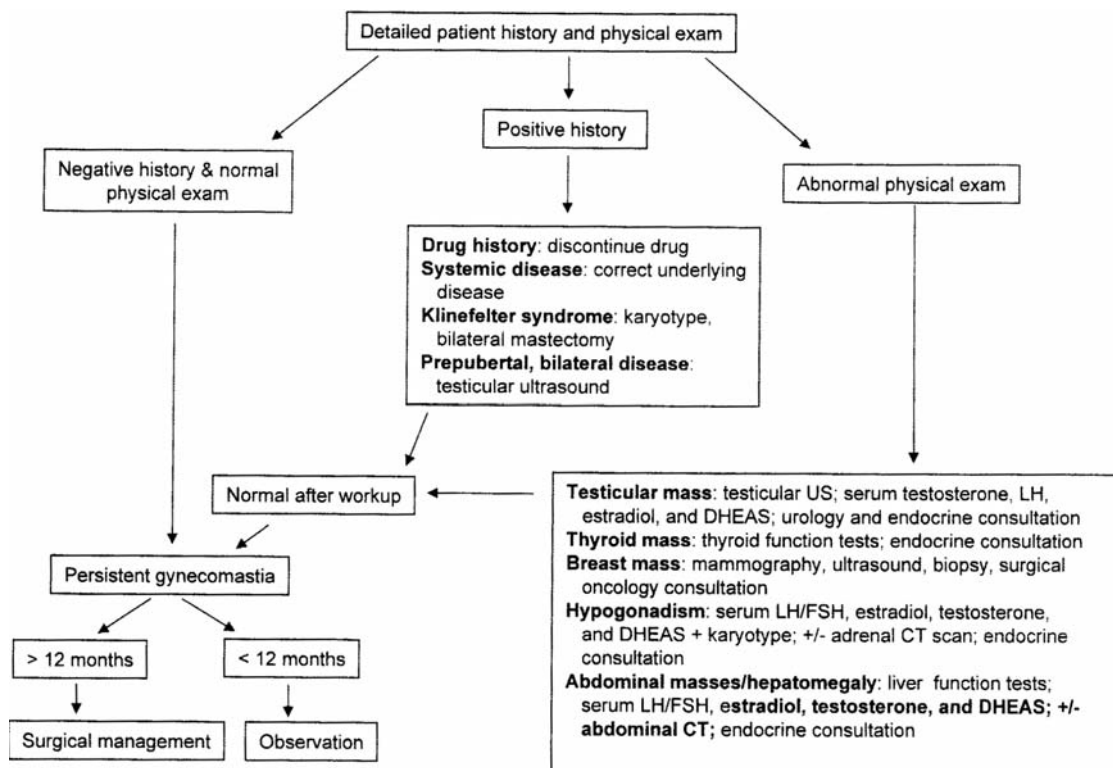 Detailed patient history and physical exam
Positive history
Negative history & normal
physical exam
Abnormal physical exam
Drug history: discontinue drug
Systemic disease: correct underlying
disease
Klinefelter syndrome: karyotype,
bilateral mastectomy
Prepubertal, bilateral disease:
testicular ultrasound
Normal after workup
Testicular mass: testicular US; serum testosterone, LH,
estradiol, and DHEAS; urology and endocrine consultation
Thyroid mass: thyroid function tests; endocrine consultation
Breast mass: mammography, ultrasound, biopsy, surgical
oncology consultation
Hypogonadism: serum LH/FSH, estradiol, testosterone,
and DHEAS + karyotype; +/- adrenal CT scan; endocrine
consultation
Abdominal masses/hepatomegaly: liver function tests;
serum LH/FSH, estradiol, testosterone, and DHEAS; +/-
abdominal CT; endocrine consultation
Persistent gynecomastia
> 12 months
< 12 months
Surgical management
Observation